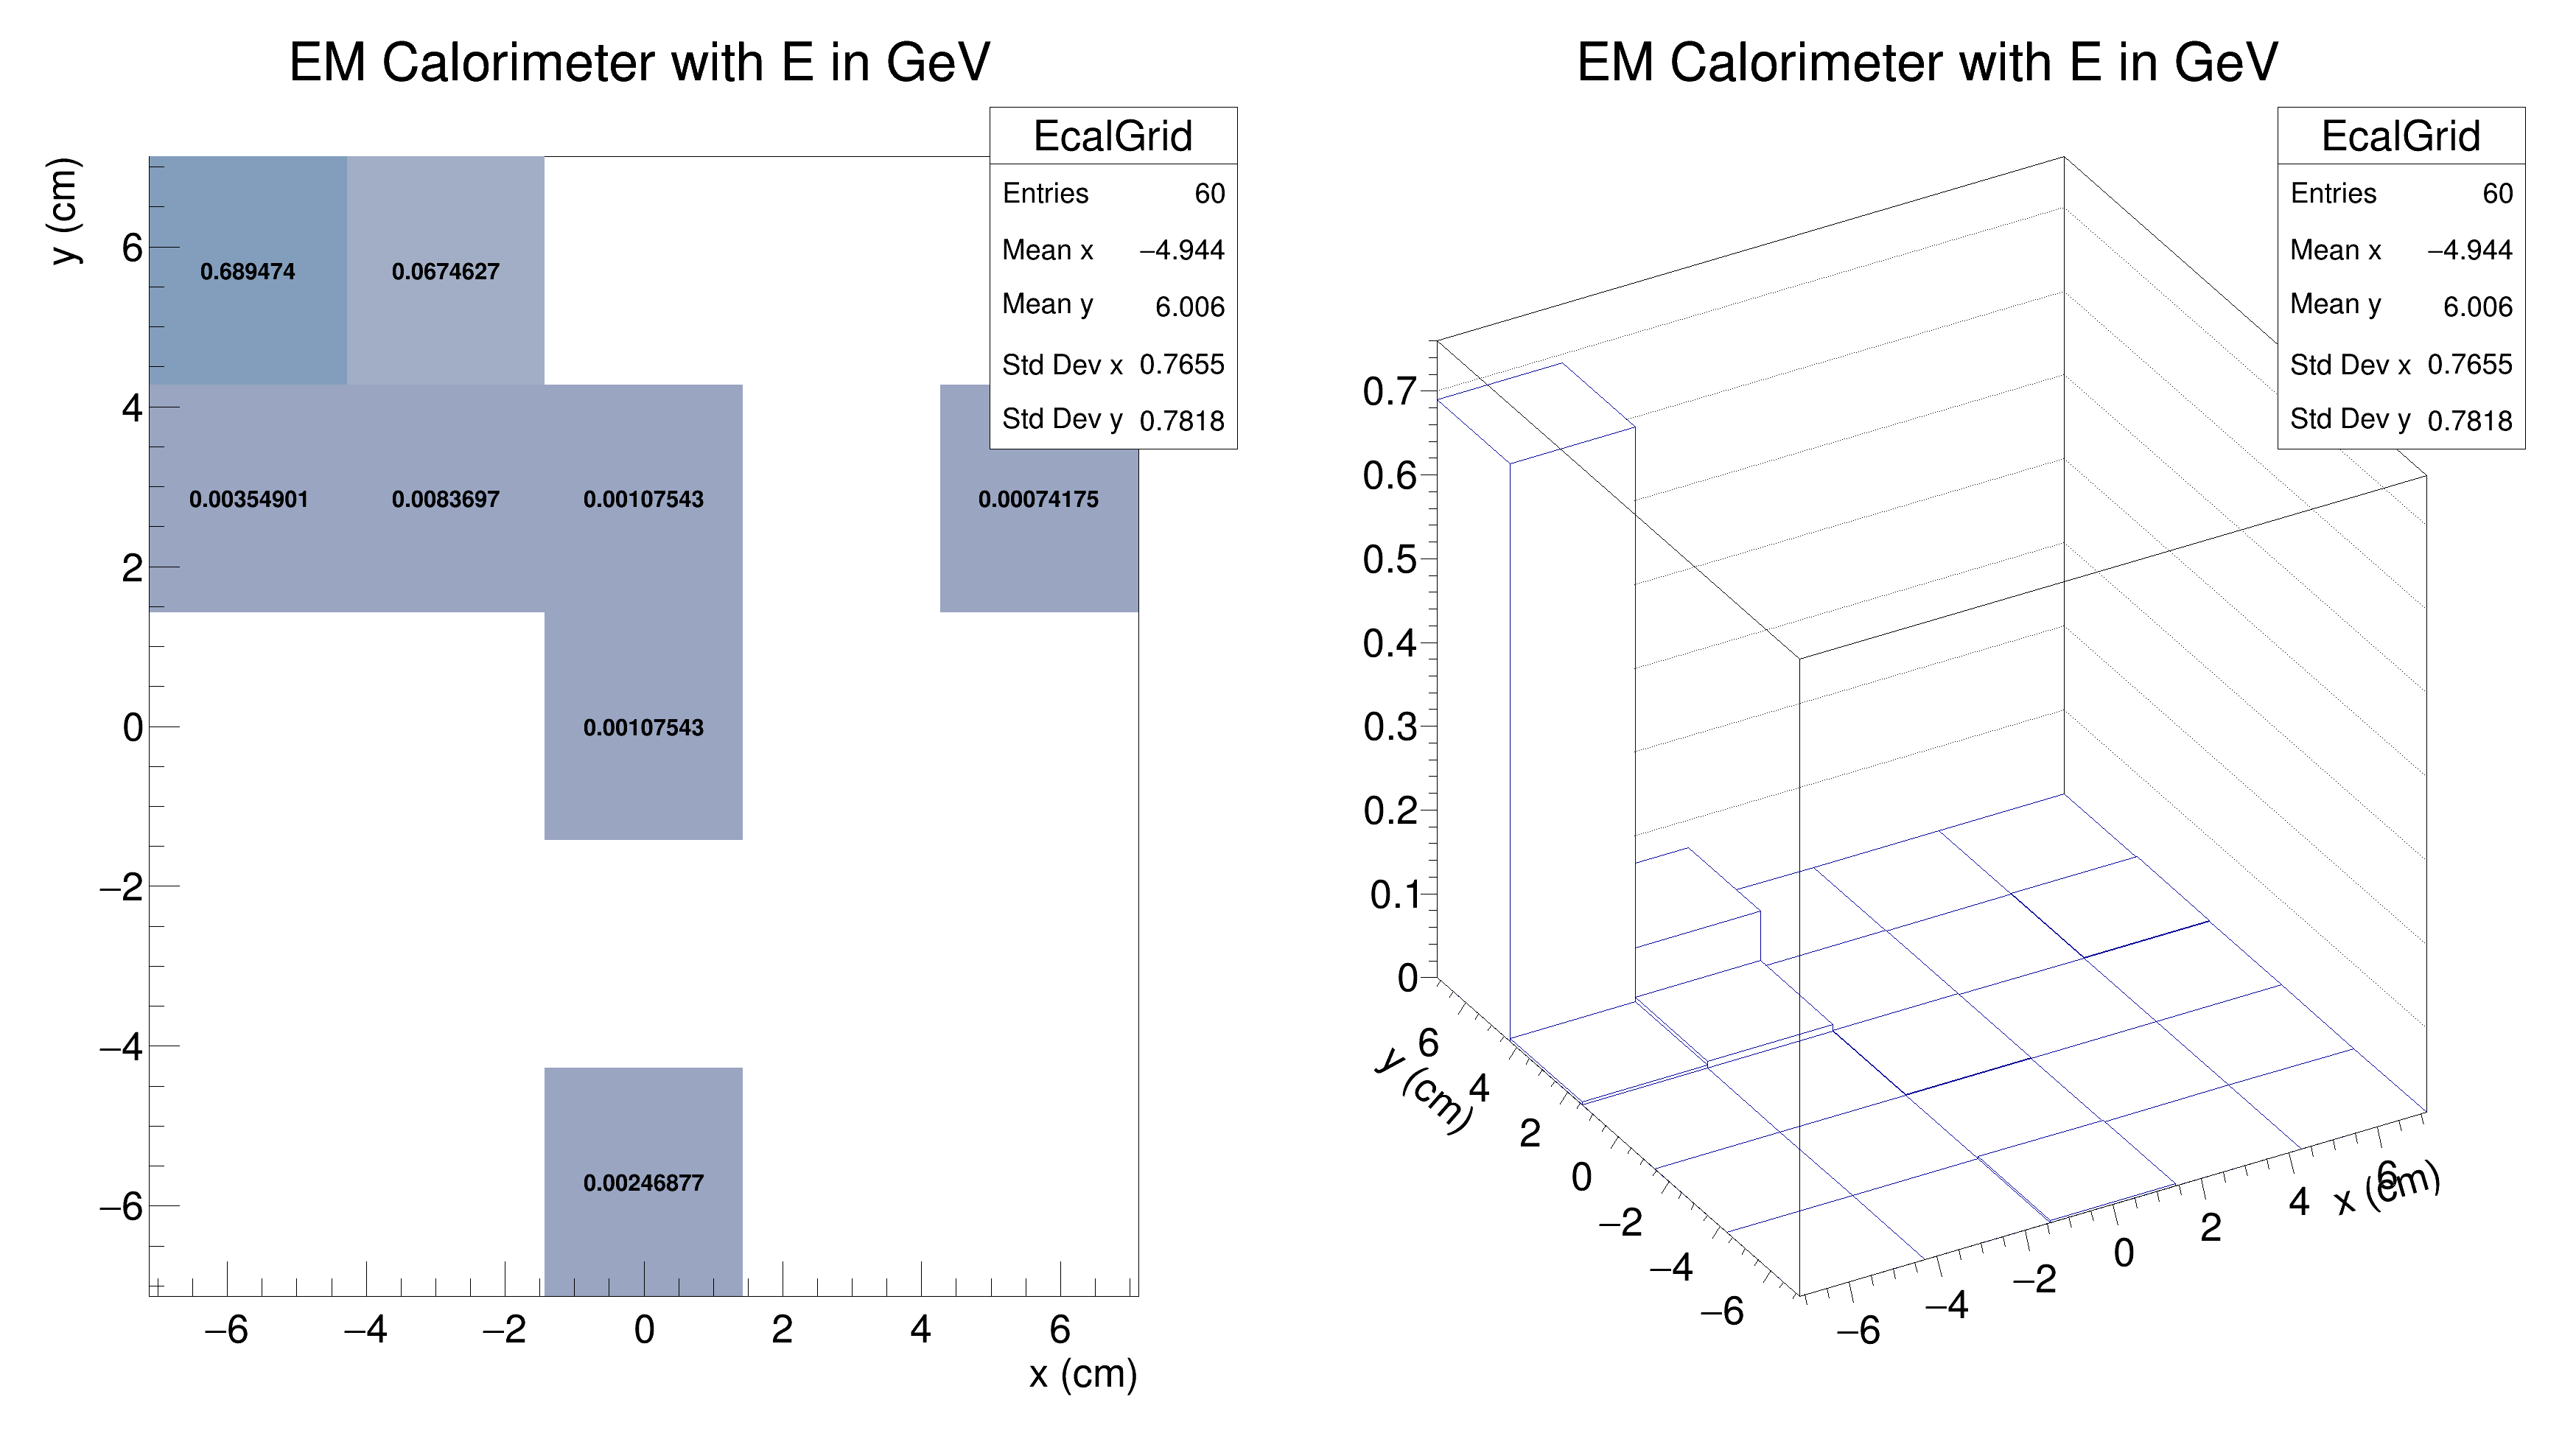 EM Calorimeter with E in GeV
EcalGrid
Entries 60
Mean x −4.944
Mean y 6.006
Std Dev x 0.7655
Std Dev y 0.7818
y (cm)
6
4
2
0
−2
−4
−6
0.689474 0.0674627
0.00354901 0.0083697 0.00107543 0.00074175
0.00107543
0.00246877
−6 −4 −2 0 2 4 6
x (cm)
EM Calorimeter with E in GeV
EcalGrid
Entries 60
Mean x −4.944
Mean y 6.006
Std Dev x 0.7655
Std Dev y 0.7818
0.7
0.6
0.5
0.4
0.3
0.2
0.1
0
6
4
2
0
−2
−4
−6
y (cm)
−6
−4
−2
0
2
4
6
x (cm)